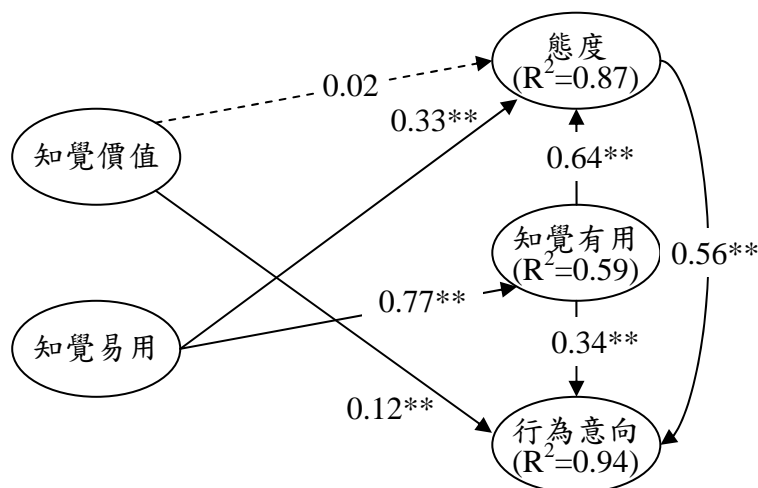 態度
(R²=0.87)
0.02
0.33**
知覺價值
0.64**
知覺有用
(R²=0.59)
0.56**
0.77**
知覺易用
0.34**
0.12**
行為意向
(R²=0.94)